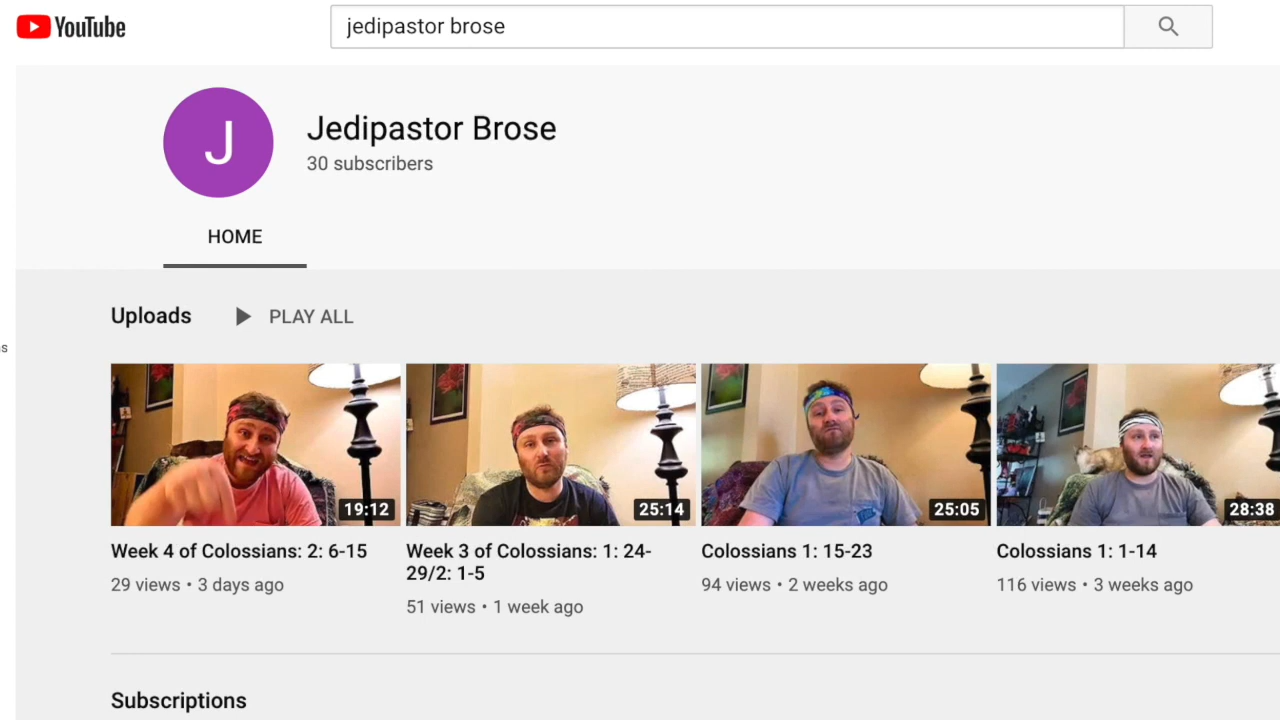 YouTube
jedipastor brose
J
Jedipastor Brose
30 subscribers
HOME
Uploads
PLAY ALL
s
19:12
25:14
25:05
28:38
Week 4 of Colossians: 2: 6-15
29 views • 3 days ago
Week 3 of Colossians: 1: 24-
29/2: 1-5
51 views • 1 week ago
Colossians 1: 15-23
94 views • 2 weeks ago
Colossians 1: 1-14
116 views • 3 weeks ago
Subscriptions